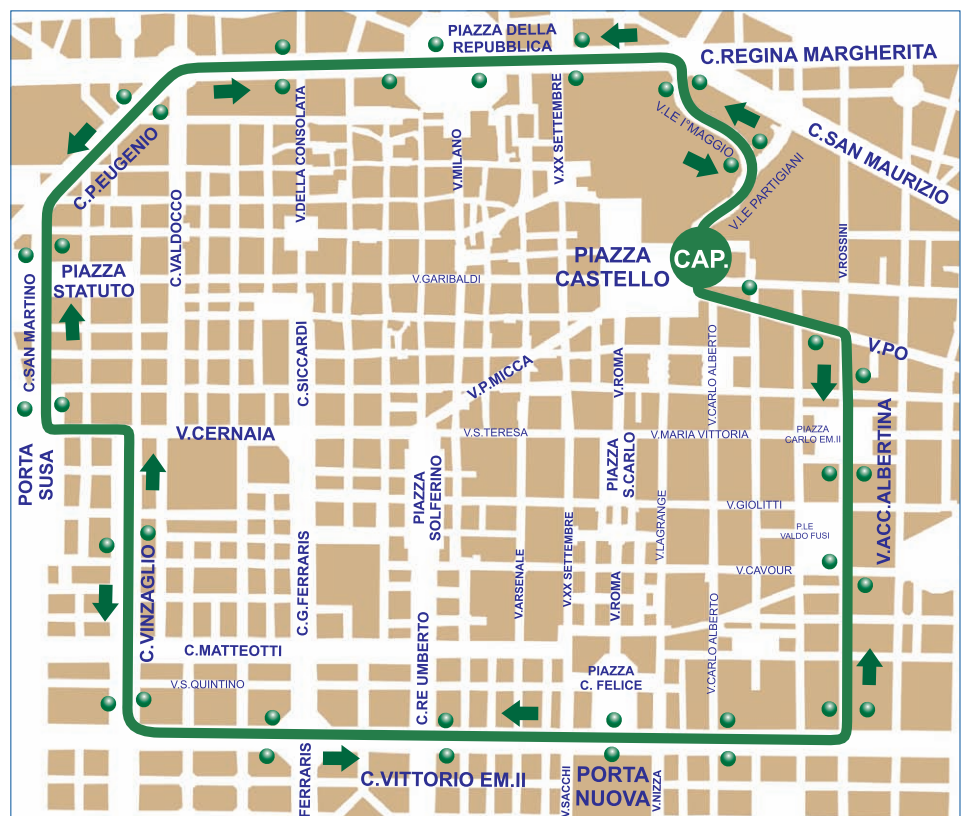 PIAZZA DELLA
REPUBBLICA
C.REGINA MARGHERITA
C.P.EUGENIO
V.DELLA CONSOLATA
V.MILANO
V.XX SETTEMBRE
V.LE I°MAGGIO
C.SAN MAURIZIO
V.LE PARTIGIANI
C.VALDOCCO
V.ROSSINI
PIAZZA
STATUTO
V.GARIBALDI
PIAZZA
CASTELLO
CAP.
C.SAN MARTINO
C.SICCARDI
V.P.MICCA
V.ROMA
V.CARLO ALBERTO
V.PO
V.CERNAIA
V.S.TERESA
PIAZZA
S.CARLO
V.MARIA VITTORIA
PIAZZA
CARLO EM.II
V.ACC.ALBERTINA
PORTA
SUSA
PIAZZA
SOLFERINO
V.LAGRANGE
V.GIOLITTI
P.LE
VALDO FUSI
C.VINZAGLIO
C.G.FERRARIS
V.ARSENALE
V.XX SETTEMBRE
V.ROMA
V.CAVOUR
V.CARLO ALBERTO
C.MATTEOTTI
C.RE UMBERTO
V.S.QUINTINO
PIAZZA
C. FELICE
FERRARIS
C.VITTORIO EM.II
V.SACCHI
PORTA
NUOVA
V.NIZZA